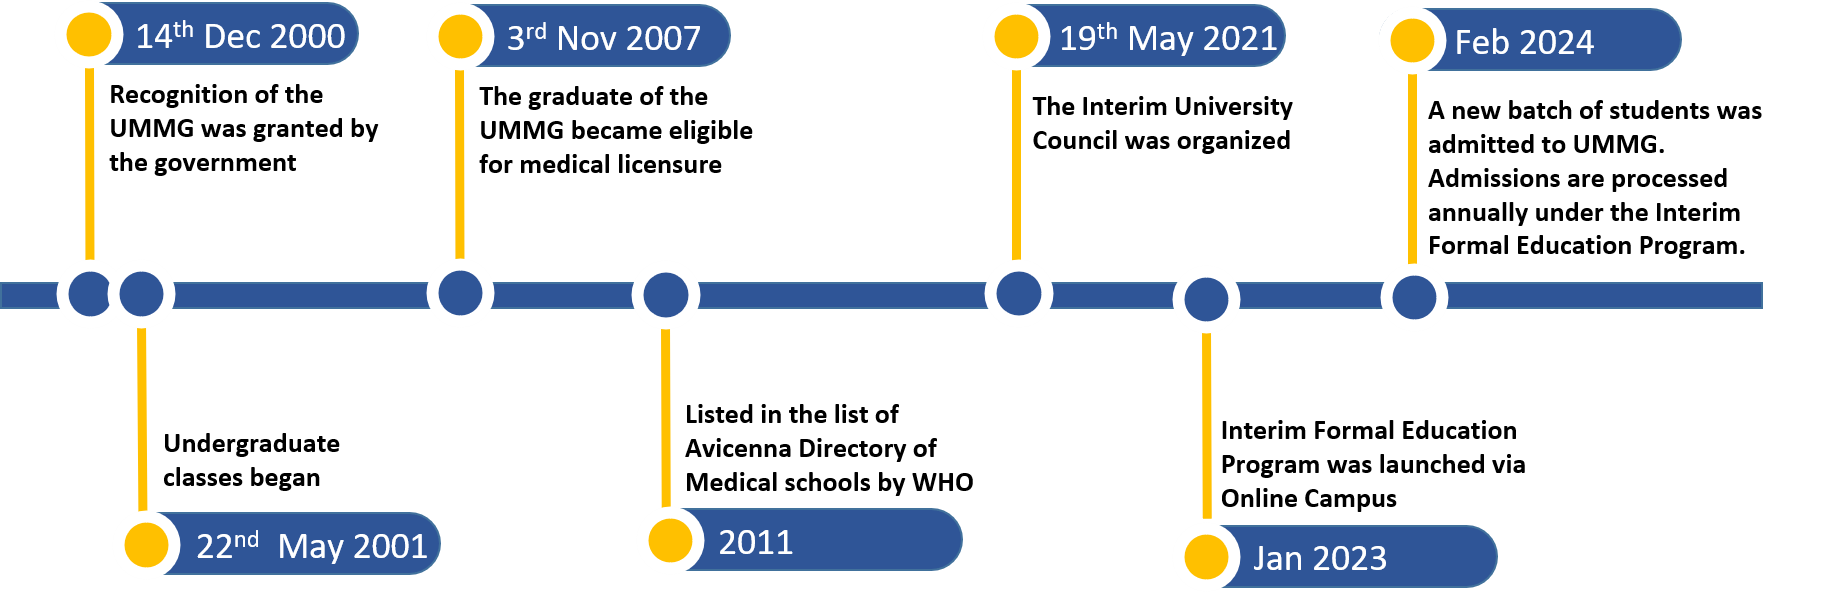 14th Dec 2000
Recognition of the
UMMG was granted by
the government
3rd Nov 2007
The graduate of the
UMMG became eligible
for medical licensure
19th May 2021
The Interim University
Council was organized
Feb 2024
A new batch of students was
admitted to UMMG.
Admissions are processed
annually under the Interim
Formal Education Program.
Undergraduate
classes began
22nd  May 2001
Listed in the list of
Avicenna Directory of
Medical schools by WHO
2011
Interim Formal Education
Program was launched via
Online Campus
Jan 2023